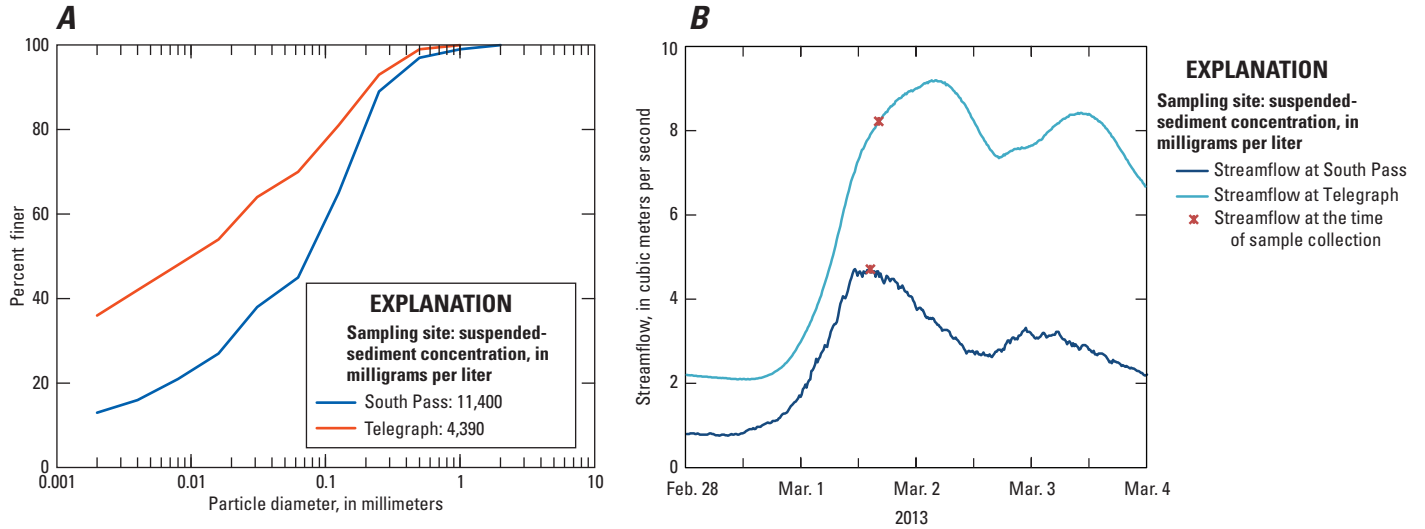 A
100
80
60
40
20
0
Percent finer
0.001
0.01
0.1
1
10
Particle diameter, in millimeters
EXPLANATION
Sampling site: suspended-
sediment concentration, in
milligrams per liter
South Pass: 11,400
Telegraph: 4,390
B
10
8
6
4
2
0
Streamflow, in cubic meters per second
Feb. 28
Mar. 1
Mar. 2
Mar. 3
Mar. 4
2013
EXPLANATION
Sampling site: suspended-
sediment concentration, in
milligrams per liter
Streamflow at South Pass
Streamflow at Telegraph
Streamflow at the time
of sample collection